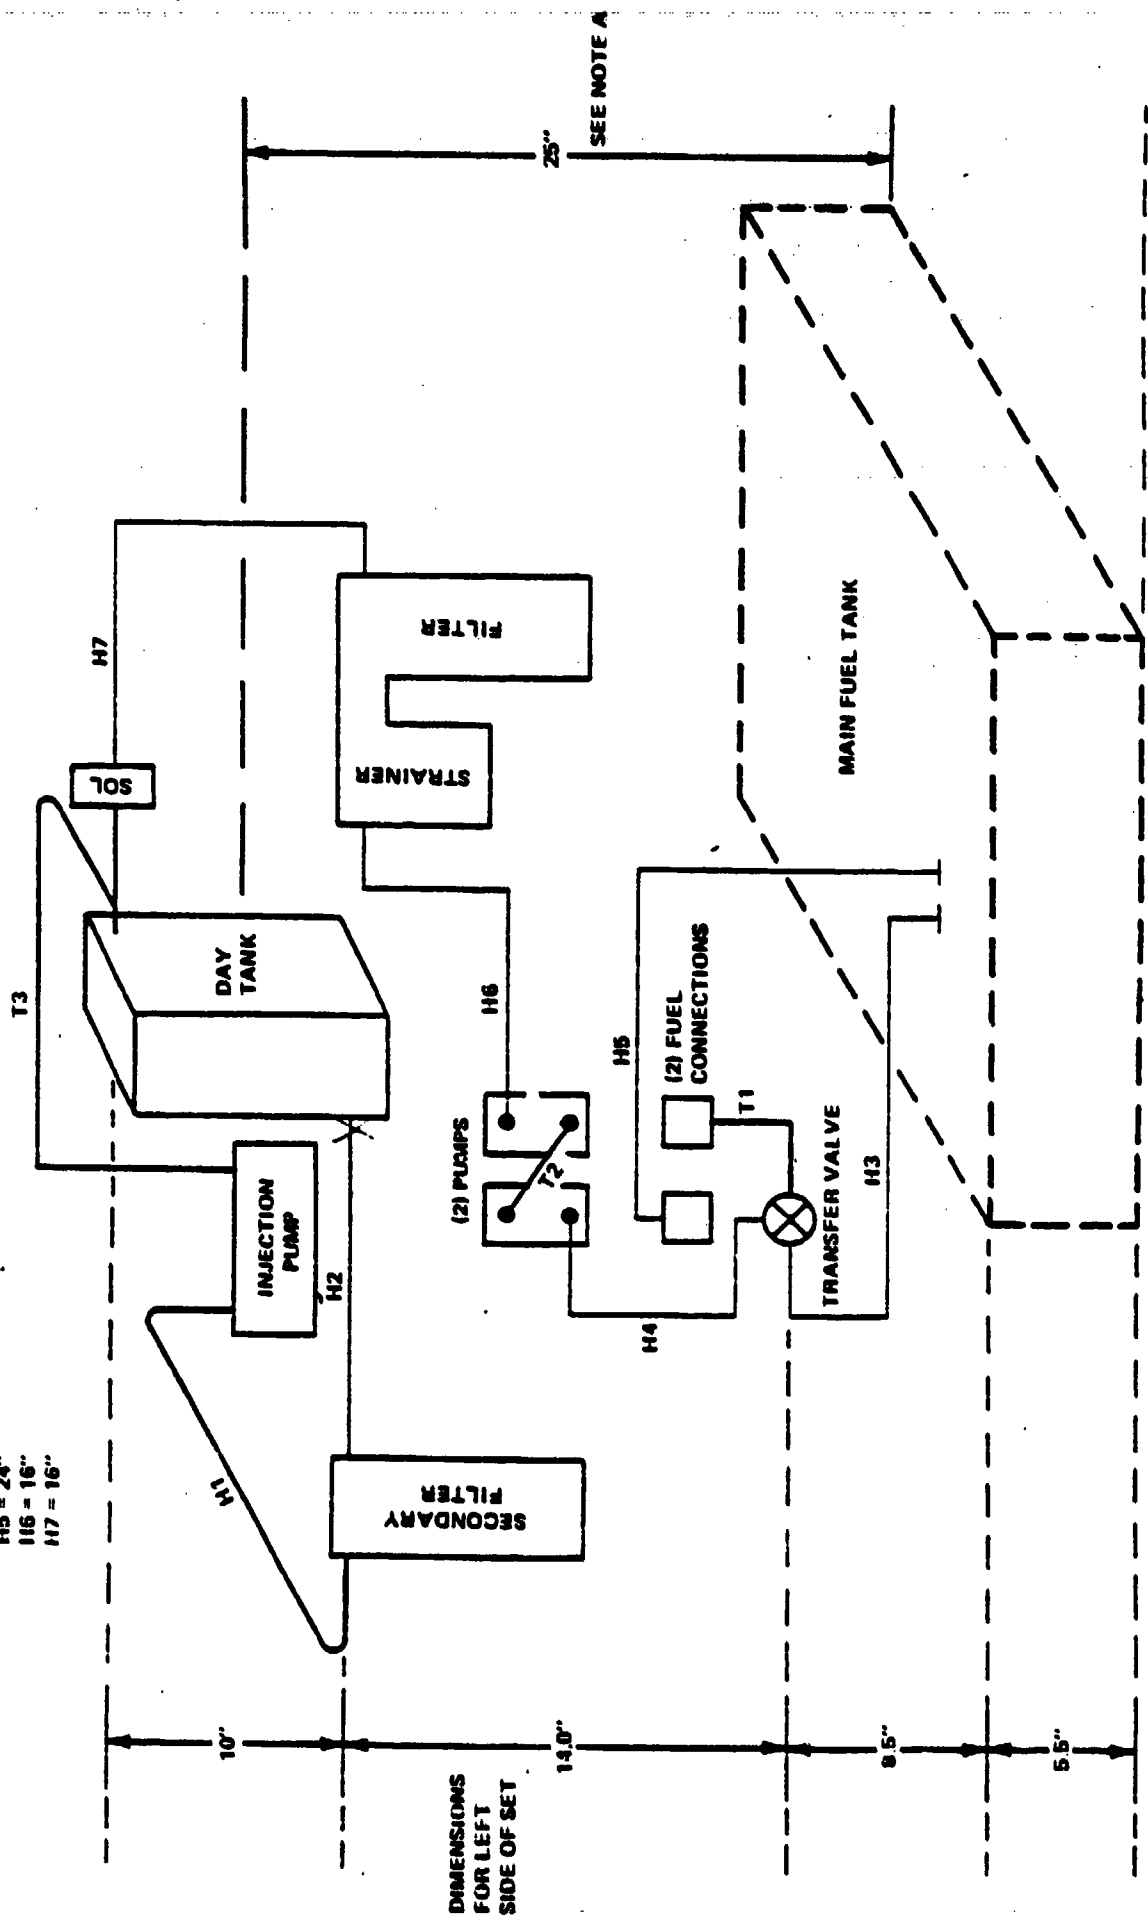 H5 = 24"
H6 = 16"
H7 = 16"
T3
H7
SOL
DAY
TANK
INJECTION
PUMP
H1
H2
SECONDARY
FILTER
STRAINER
FILTER
H6
(2) PUMPS
T2
H5
(2) FUEL
CONNECTIONS
T1
H4
TRANSFER VALVE
H3
MAIN FUEL TANK
25"
SEE NOTE A
10"
14.0"
5.5"
DIMENSIONS
FOR LEFT
SIDE OF SET